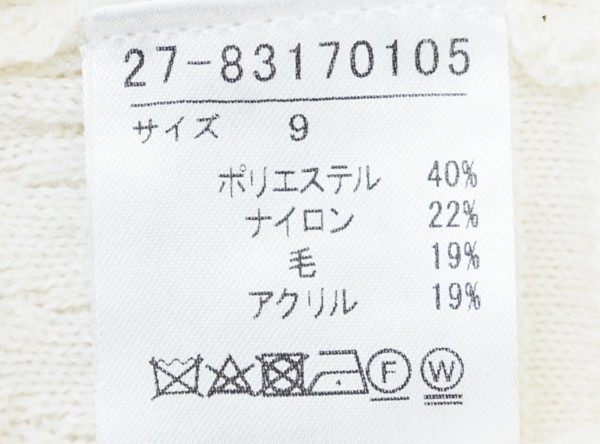 27-83170105
サイズ 9
ポリエステル 40%
ナイロン 22%
毛 19%
アクリル 19%
F W